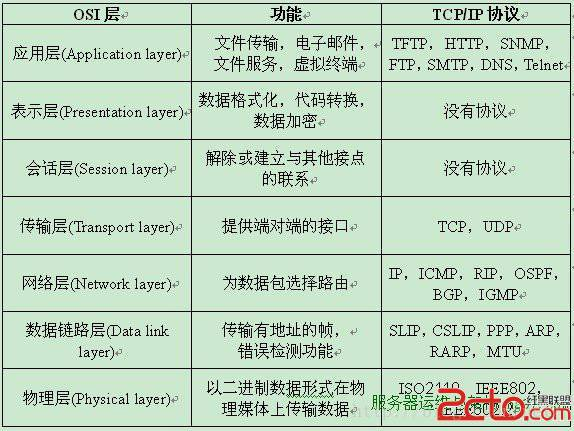 OSI 层 功能 TCP/IP 协议
应用层(Application layer) 文件传输，电子邮件， TFTP，HTTP，SNMP，
文件服务，虚拟终端 FTP，SMTP，DNS，Telnet
表示层(Presentation layer) 数据格式化，代码转换， 没有协议
数据加密
会话层(Session layer) 解除或建立与其他接点 没有协议
的联系
传输层(Transport layer) 提供端对端的接口 TCP，UDP
网络层(Network layer) 为数据包选择路由 IP，ICMP，RIP，OSPF，
BGP，IGMP
数据链路层(Data link 传输有地址的帧， SLIP，CSLIP，PPP，ARP，
layer) 错误检测功能 RARP，MTU
物理层(Physical layer) 以二进制数据形式在物 ISO2110，IEEE802，
理媒体上传输数据 IEEE802.2
服务器运维与
2cto.com
红黑联盟